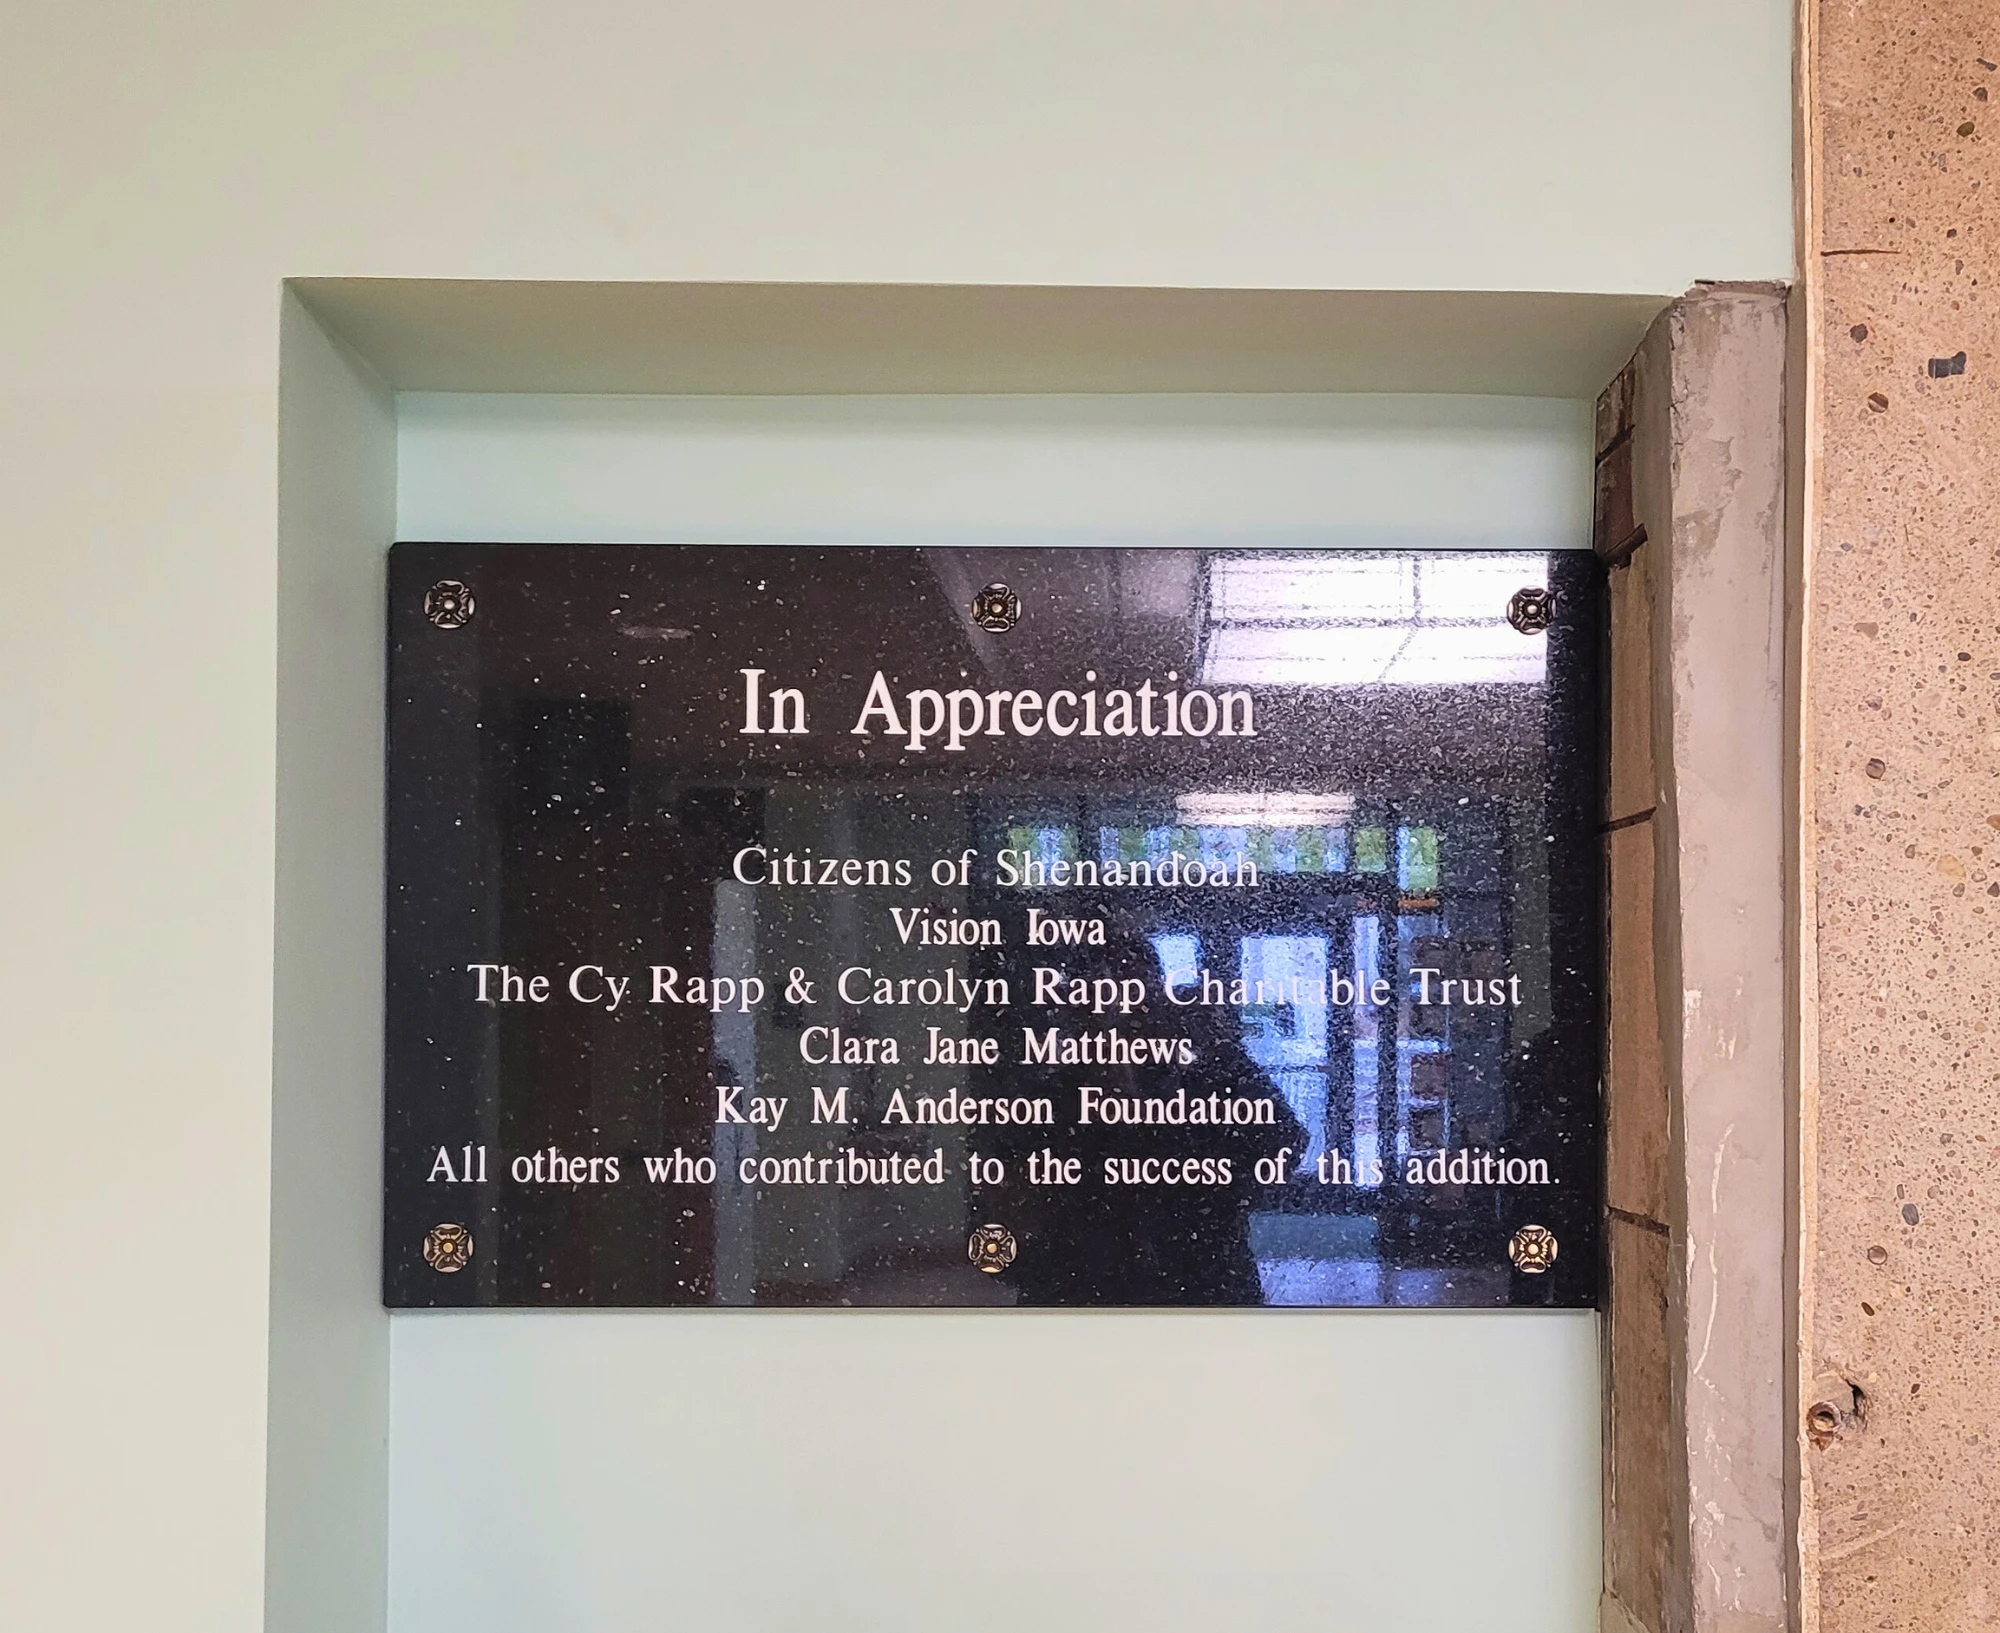 In Appreciation
Citizens of Shenandoah
Vision Iowa
The Cy Rapp & Carolyn Rapp Charitable Trust
Clara Jane Matthews
Kay M. Anderson Foundation
All others who contributed to the success of this addition.